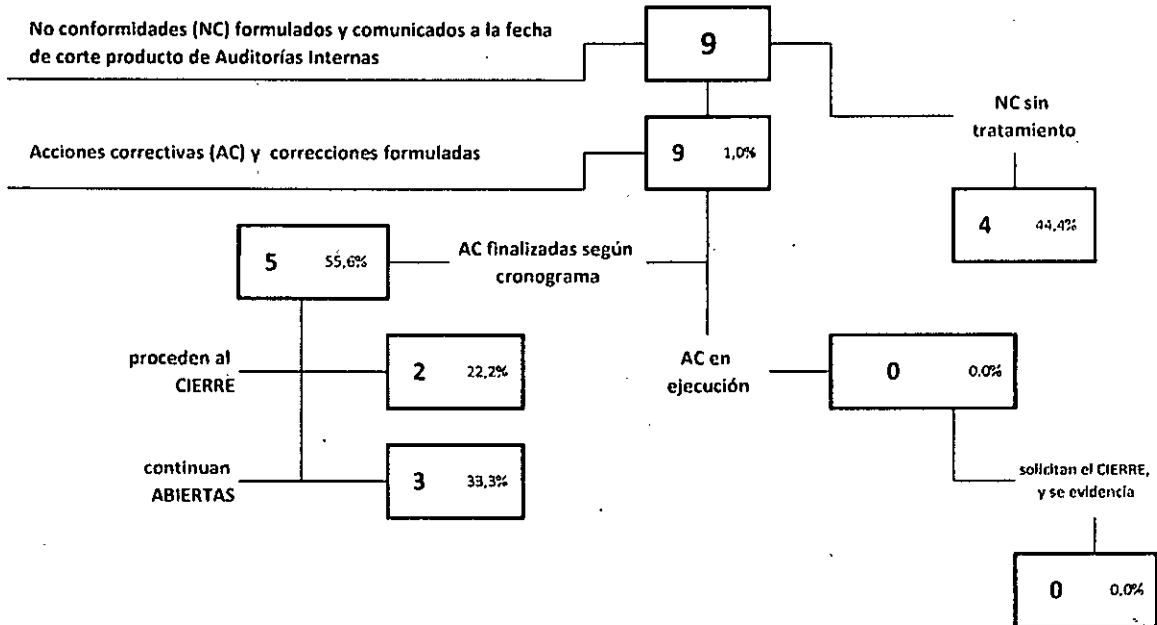 No conformidades (NC) formulados y comunicados a la fecha
de corte producto de Auditorías Internas
9
NC sin
tratamiento
Acciones correctivas (AC) y correcciones formuladas
9 1,0%
4 44,4%
5 55,6%
AC finalizadas según
cronograma
proceden al
CIERRE
2 22,2%
AC en
ejecución
0 0.0%
continuan
ABIERTAS
3 33,3%
solicitan el CIERRE,
y se evidencia
0 0,0%